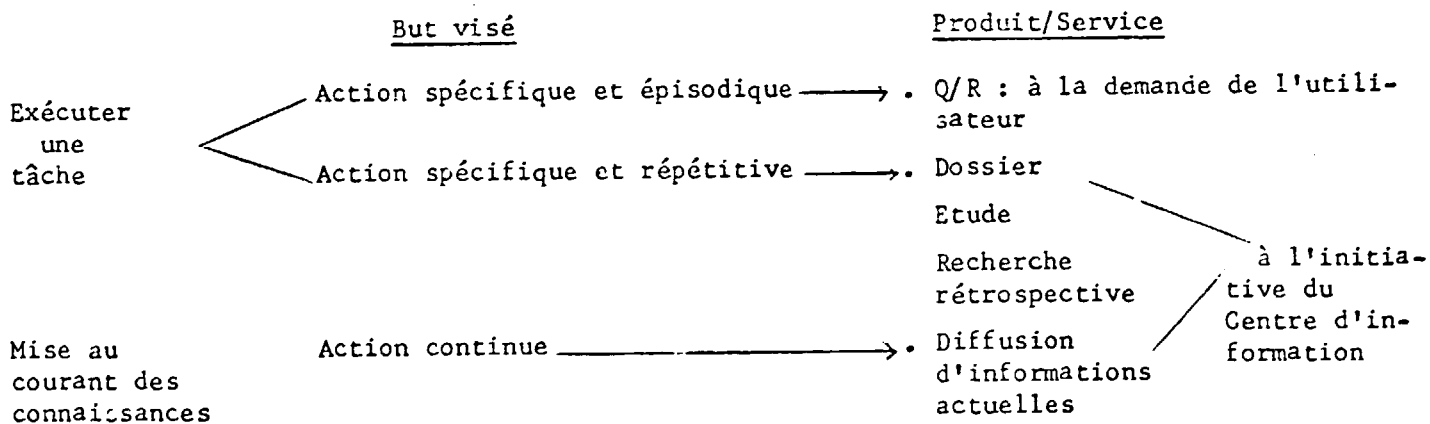 But visé
Produit/Service
Exécuter
une
tâche
Action spécifique et épisodique
. Q/R : à la demande de l'utili-
sateur
Action spécifique et répétitive
. Dossier
Etude
Recherche
rétrospective
à l'initia-
tive du
Centre d'in-
formation
Mise au
courant des
connaissances
Action continue
. Diffusion
d'informations
actuelles